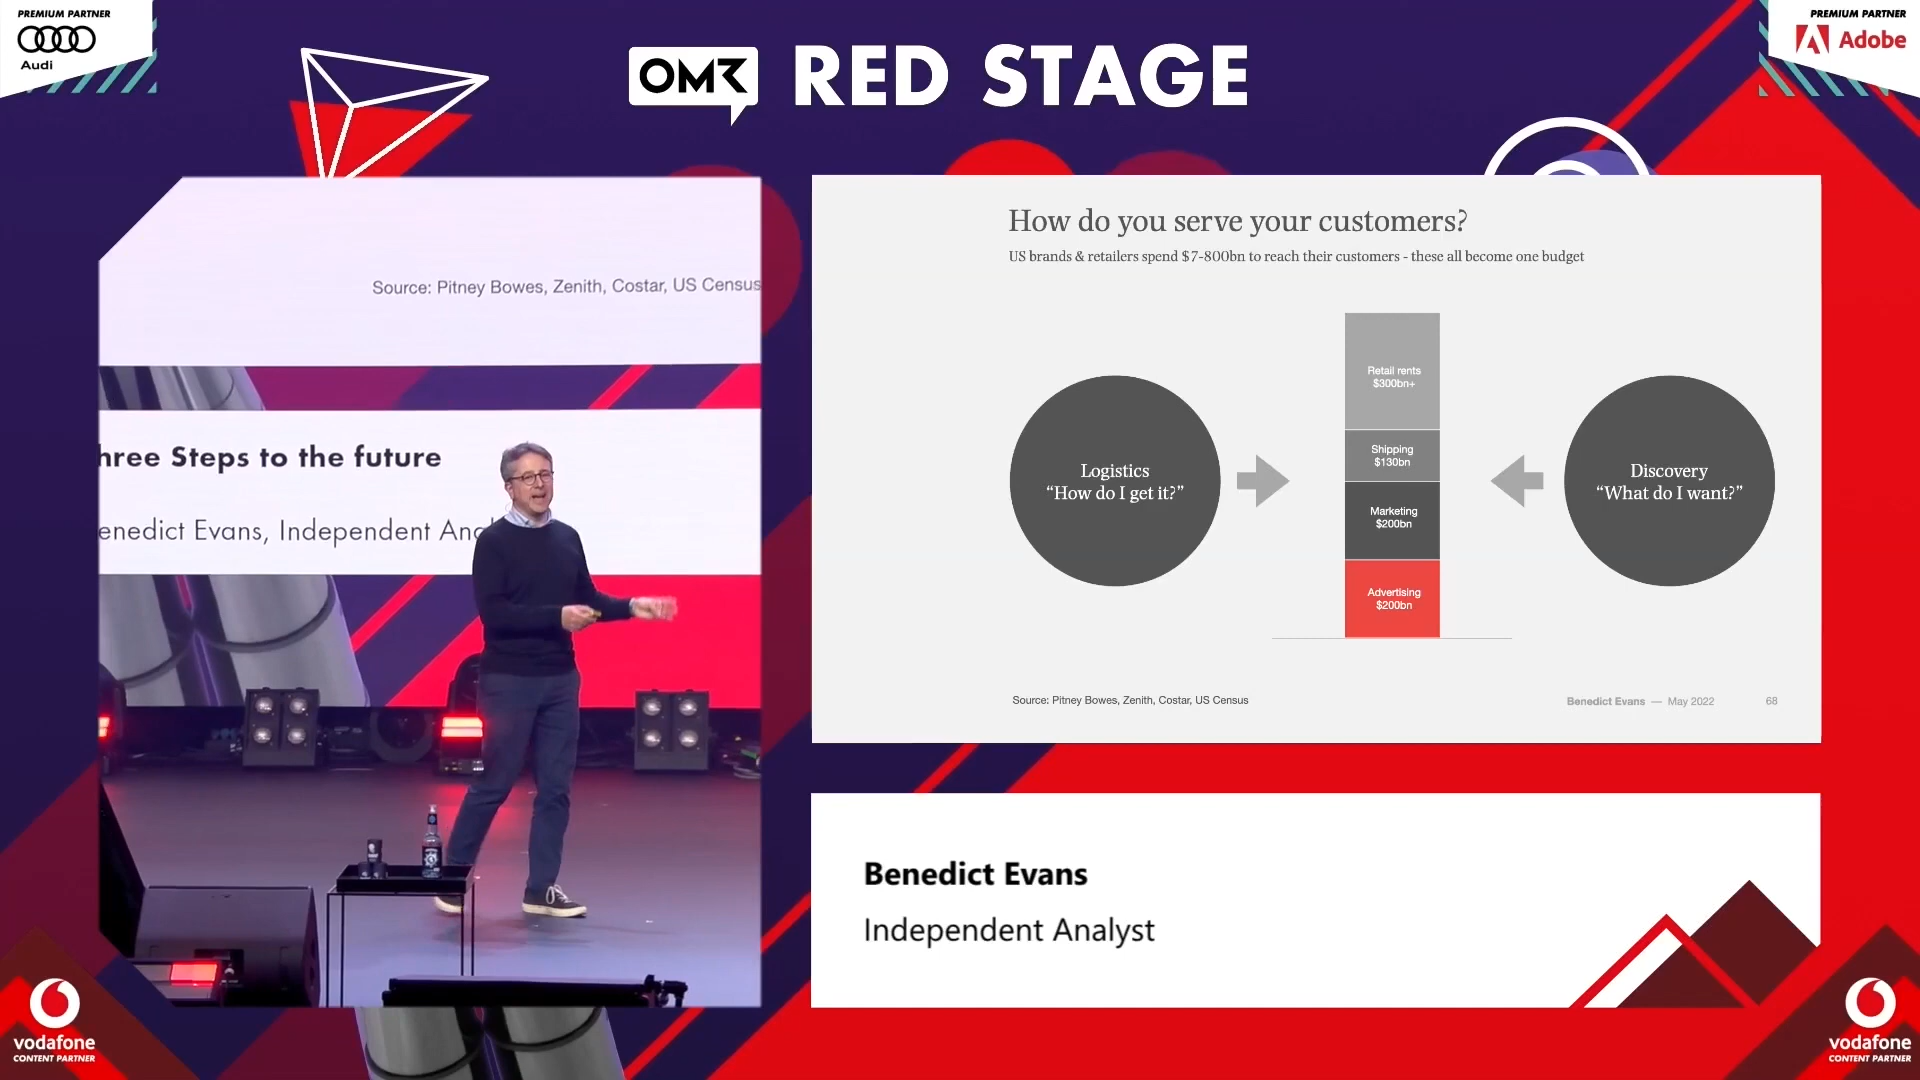 PREMIUM PARTNER
Audi
OMR RED STAGE
PREMIUM PARTNER
Adobe
Source: Pitney Bowes, Zenith, Costar, US Census
hree Steps to the future
enedict Evans, Independent Ana
How do you serve your customers?
US brands & retailers spend $7-800bn to reach their customers - these all become one budget
Logistics
“How do I get it?”
Retail rents
$300bn+
Shipping
$130bn
Marketing
$200bn
Advertising
$200bn
Discovery
“What do I want?”
Source: Pitney Bowes, Zenith, Costar, US Census
Benedict Evans — May 2022
68
Benedict Evans
Independent Analyst
vodafone
CONTENT PARTNER
vodafone
CONTENT PARTNER